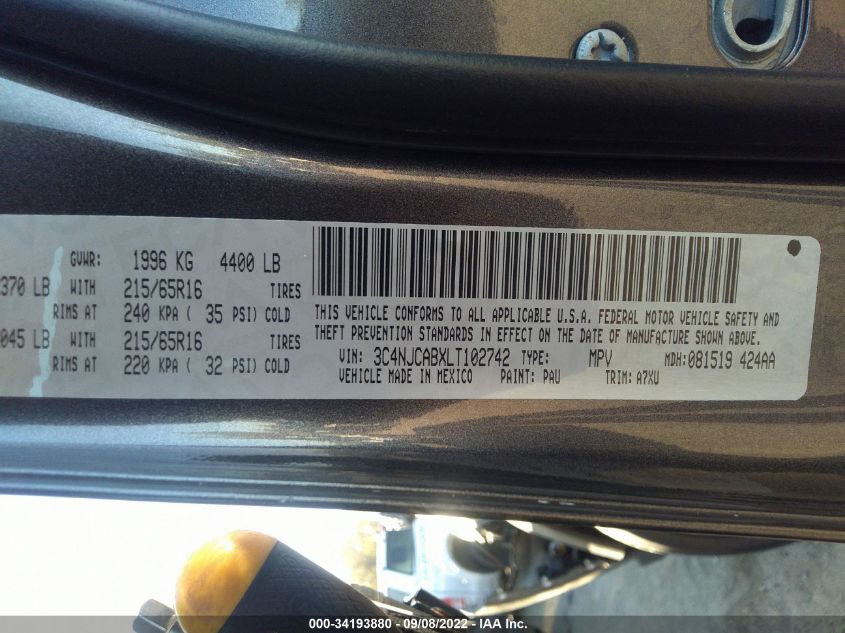 GVWR: 1996 KG 4400 LB
370 LB WITH 215/65R16 TIRES
RIMS AT 240 KPA ( 35 PSI) COLD
045 LB WITH 215/65R16 TIRES
RIMS AT 220 KPA ( 32 PSI) COLD
THIS VEHICLE CONFORMS TO ALL APPLICABLE U.S.A. FEDERAL MOTOR VEHICLE SAFETY AND
THEFT PREVENTION STANDARDS IN EFFECT ON THE DATE OF MANUFACTURE SHOWN ABOVE.
VIN: 3C4NJCABXLT102742 TYPE: MPV MDH:081519 424AA
VEHICLE MADE IN MEXICO PAINT: PAU TRIM: A7XU
000-34193880 - 09/08/2022 - IAA Inc.